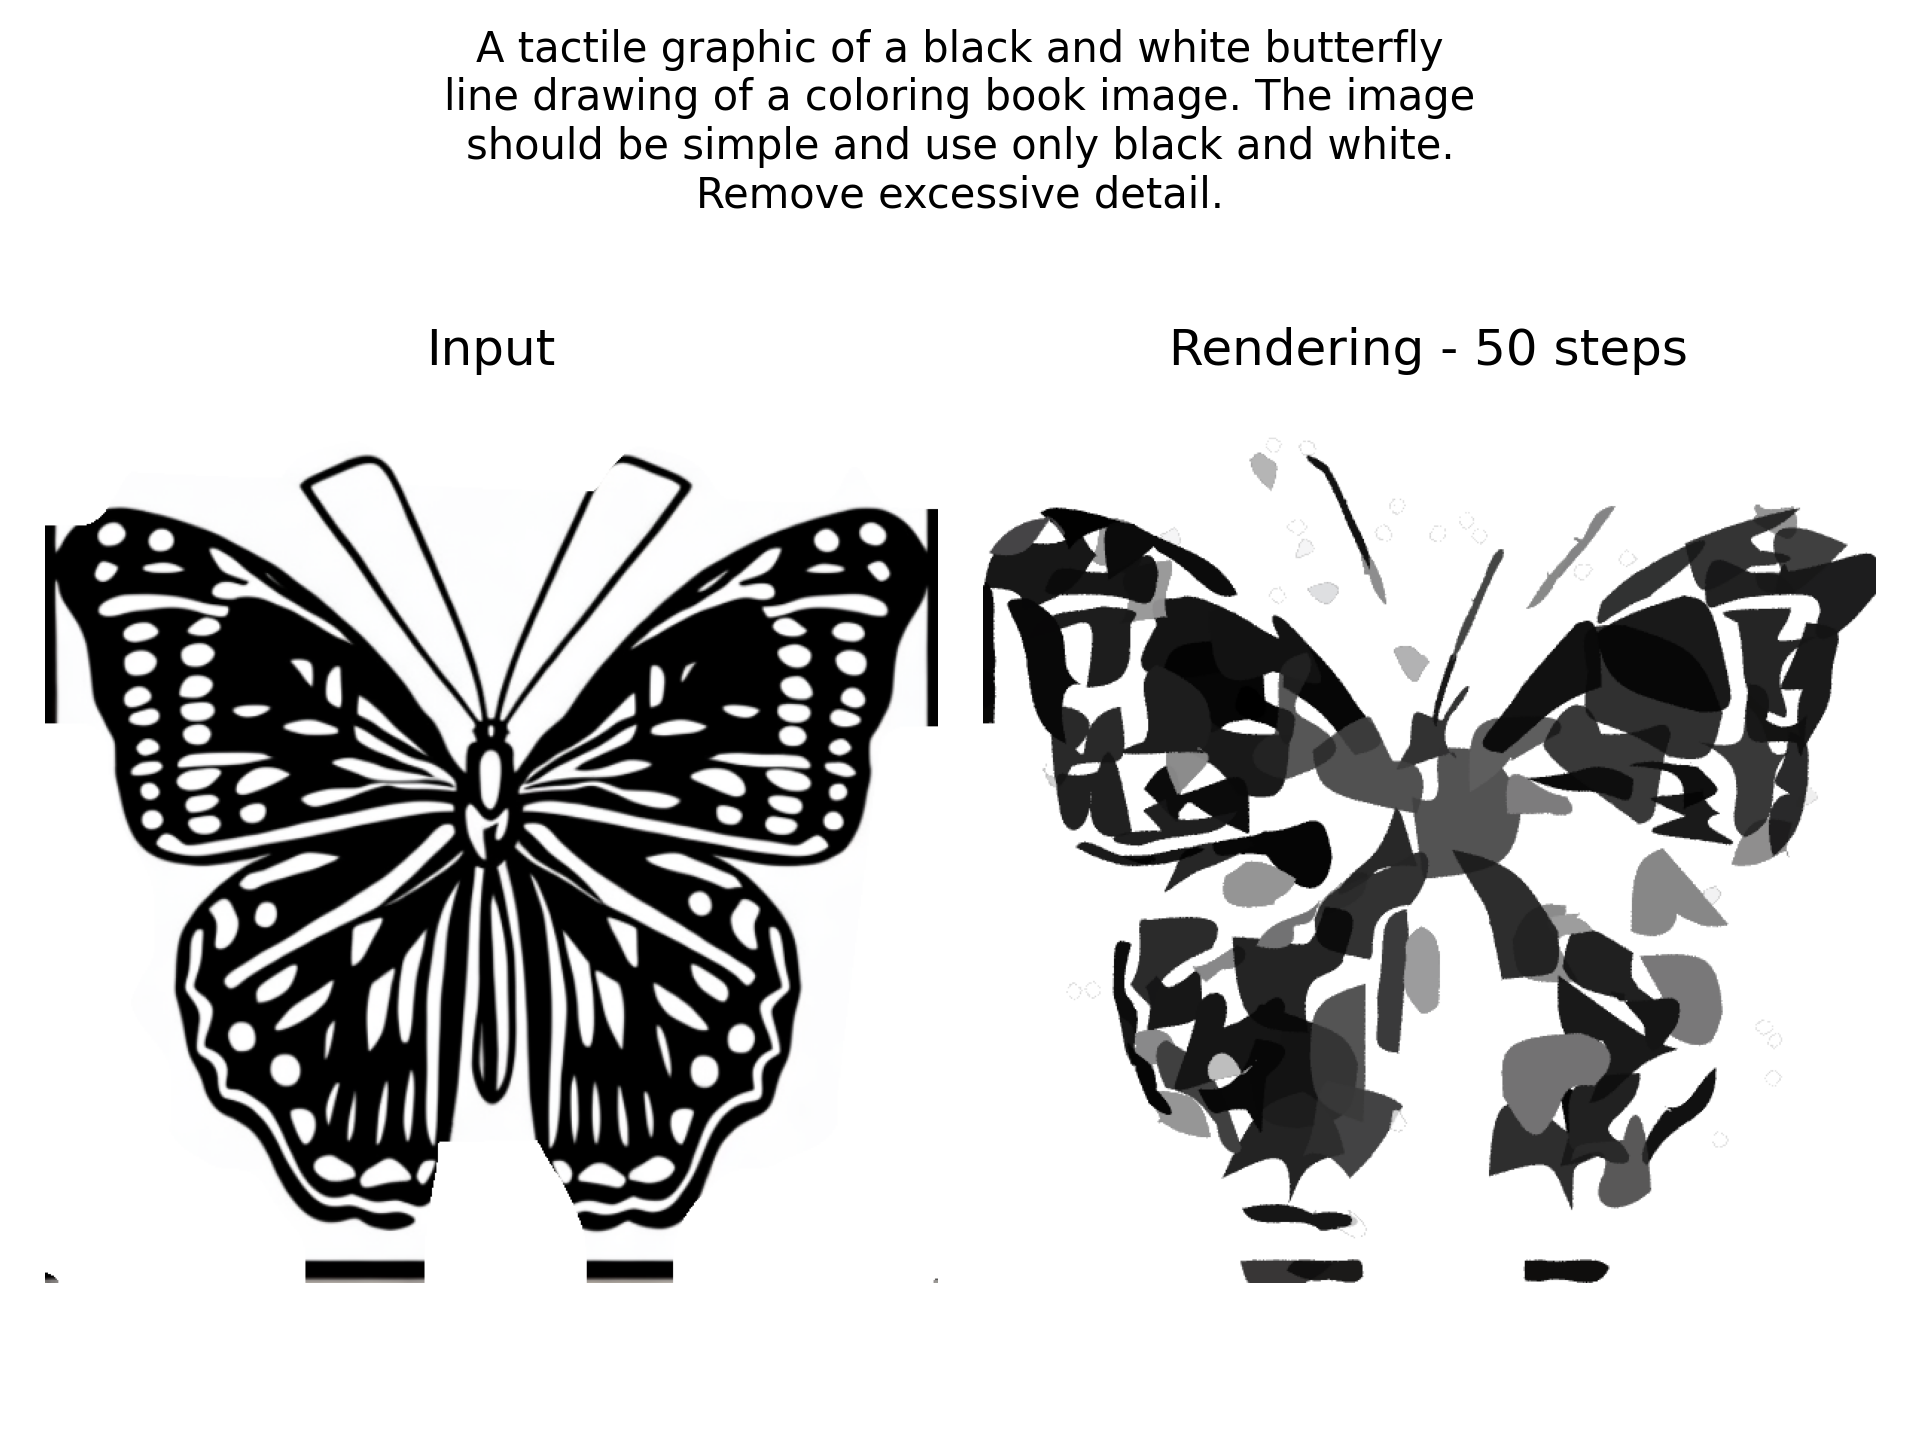 A tactile graphic of a black and white butterfly
line drawing of a coloring book image. The image
should be simple and use only black and white.
Remove excessive detail.
Input
Rendering - 50 steps